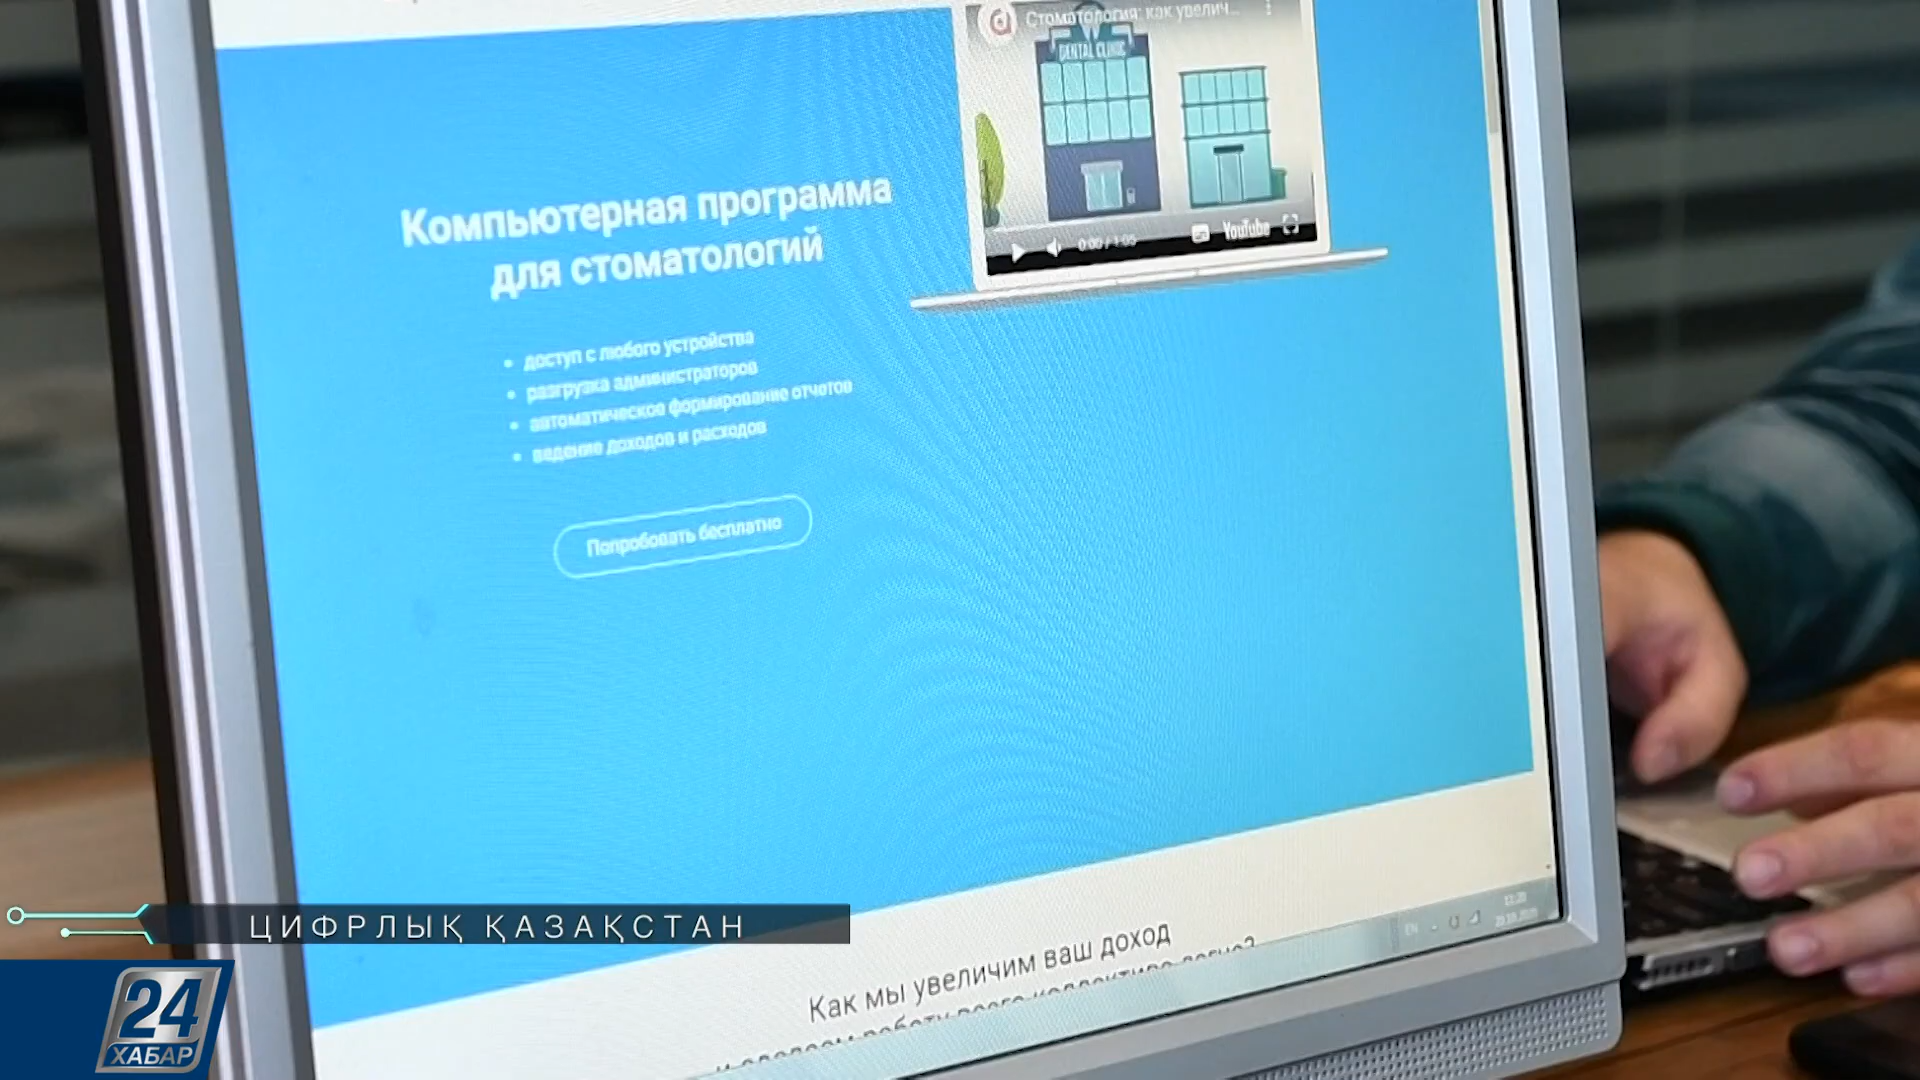 Стоматология: как увелич...
DENTAL CLINIC
0:00 / 1:05
YouTube
Компьютерная программа
для стоматологий
• доступ с любого устройства
• разгрузка администраторов
• автоматическое формирование отчетов
• ведение доходов и расходов
Попробовать бесплатно
Как мы увеличим ваш доход
EN
ЦИФРЛЫҚ ҚАЗАҚСТАН
24
ХАБАР